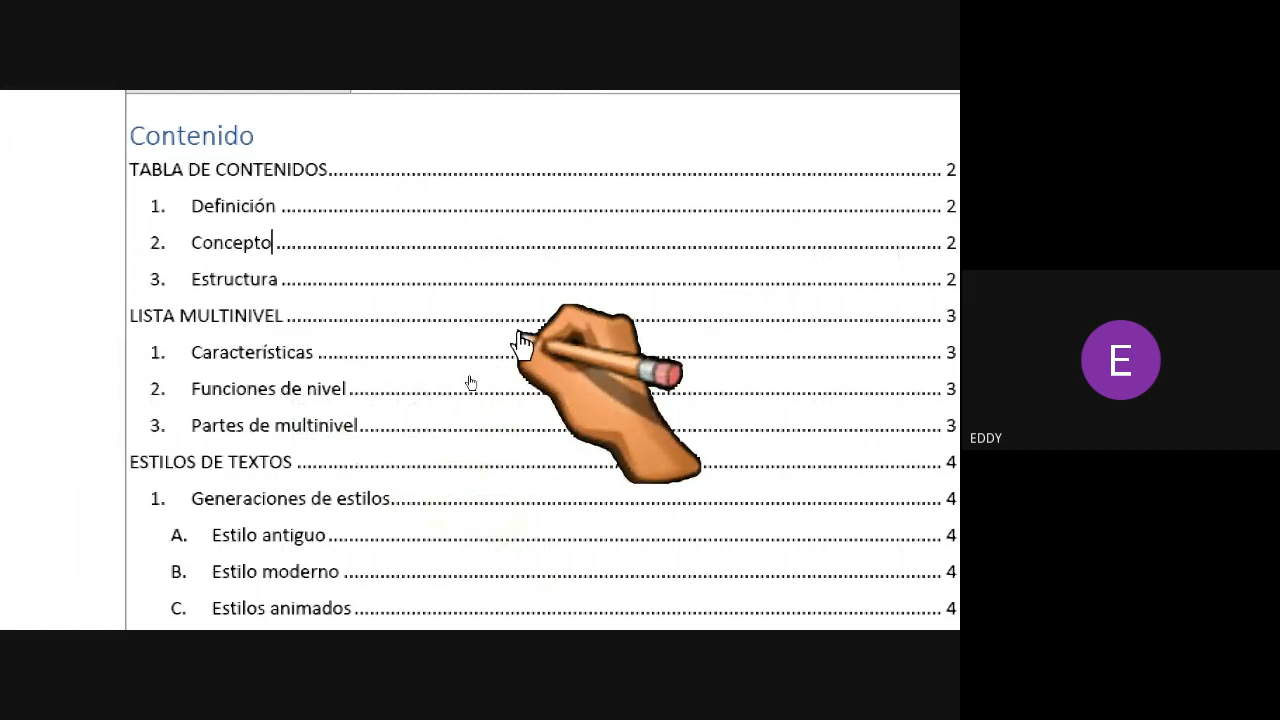 Contenido
TABLA DE CONTENIDOS........................................ 2
1. Definición ........................................ 2
2. Concepto ........................................ 2
3. Estructura ........................................ 2
LISTA MULTINIVEL ........................................ 3
1. Características ........................................ 3
2. Funciones de nivel ........................................ 3
3. Partes de multinivel........................................ 3
ESTILOS DE TEXTOS ........................................ 4
1. Generaciones de estilos........................................ 4
A. Estilo antiguo ........................................ 4
B. Estilo moderno ........................................ 4
C. Estilos animados ........................................ 4
E
EDDY